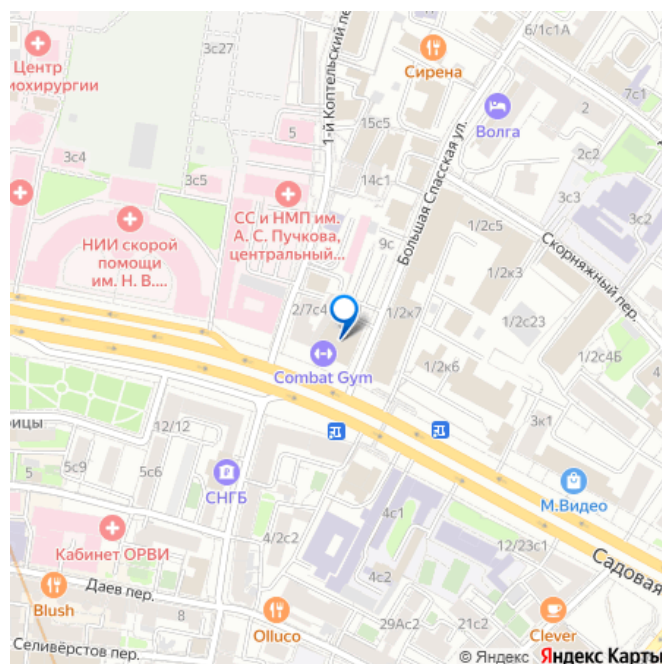 6/1с1А
3с27
Центр
иохирургии
Сирена
7с1
1-й Коптельский пер.
Волга
2
15с5
5
2с2
3с4
3с5
14с1
3с3
3с2
СС и НМП им.
А. С. Пучкова,
центральный...
НИИ скорой
помощи
им. Н. В....
Большая Спасская ул.
9с
1/2с5
Скорняжный пер.
1/2к3
2/7с4
1/2к7
1/2с23
1/2с4Б
1/2к6
Combat Gym
ицы
12/12
3к1
5
5с9
5с6
СНГБ
М.Видео
4с1
4/2с2
12/23с1
Садовая
Кабинет ОРВИ
4с2
Даев пер.
Blush
8
Olluco
29Ас2
21с2
Clever
Селивёрстов пер.
© Яндекс Яндекс Карты